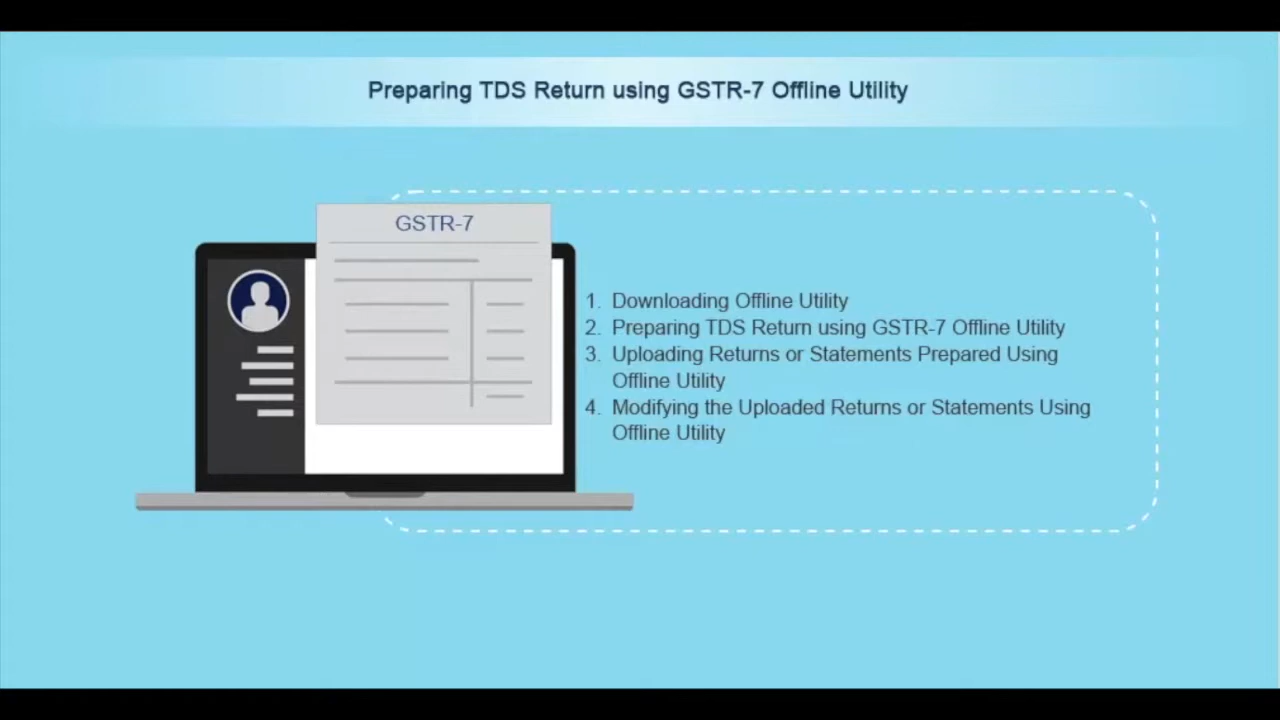 Preparing TDS Return using GSTR-7 Offline Utility
GSTR-7
1. Downloading Offline Utility
2. Preparing TDS Return using GSTR-7 Offline Utility
3. Uploading Returns or Statements Prepared Using
Offline Utility
4. Modifying the Uploaded Returns or Statements Using
Offline Utility